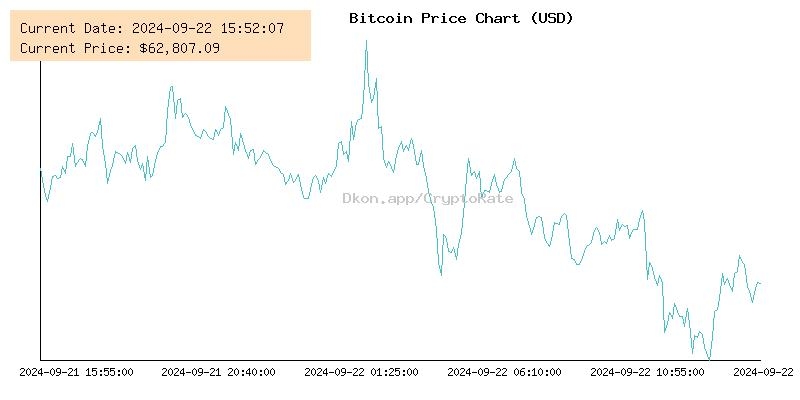 Bitcoin Price Chart (USD)
Current Date: 2024-09-22 15:52:07
Current Price: $62,807.09
Dkon.app/CryptoKate
2024-09-21 15:55:00 2024-09-21 20:40:00 2024-09-22 01:25:00 2024-09-22 06:10:00 2024-09-22 10:55:00 2024-09-22